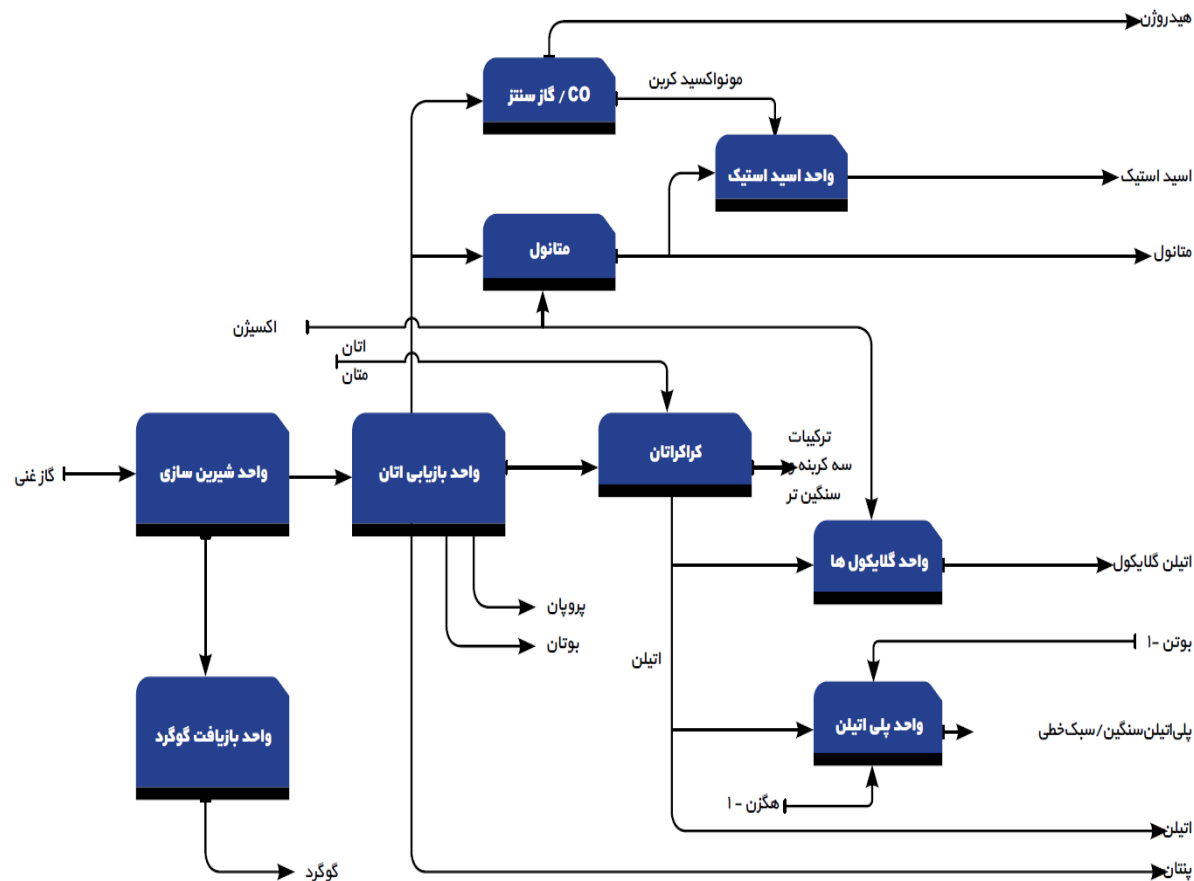 هیدروژن
CO / گاز سنتز
مونواکسید کربن
واحد اسید استیک
اسید استیک
متانول
متانول
اکسیژن
اتان
متان
گاز غنی
واحد شیرین سازی
واحد بازیابی اتان
کراکراتان
ترکیبات
سه کربنه و
سنگین تر
واحد گلایکول ها
اتیلن گلایکول
پروپان
بوتان
اتیلن
بوتن -۱
واحد بازیافت گوگرد
واحد پلی اتیلن
پلی‌اتیلن‌سنگین/سبک‌خطی
هگزن -۱
اتیلن
گوگرد
پنتان